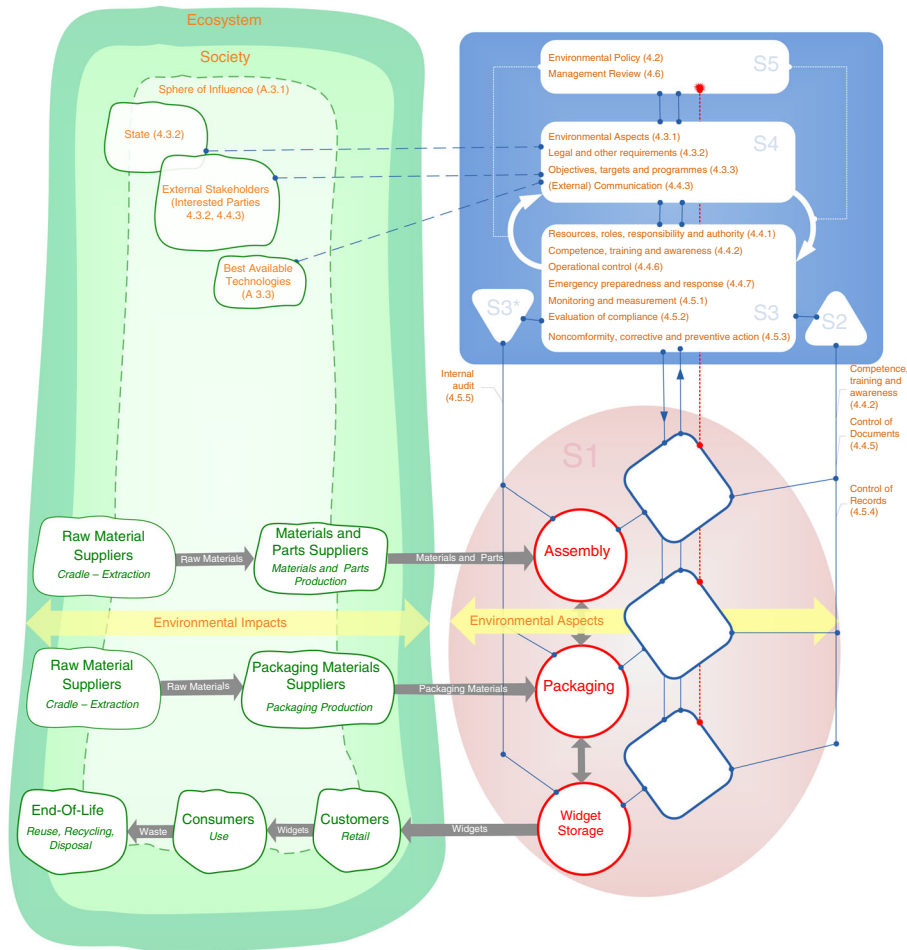 Ecosystem
Society
Sphere of Influence (A.3.1)
State (4.3.2)
External Stakeholders
(Interested Parties
4.3.2, 4.4.3)
Best Available
Technologies
(A 3.3)
Environmental Policy (4.2)
Management Review (4.6)
S5
Environmental Aspects (4.3.1)
Legal and other requirements (4.3.2)
Objectives, targets and programmes (4.3.3)
(External) Communication (4.4.3)
S4
Resources, roles, responsibility and authority (4.4.1)
Competence, training and awareness (4.4.2)
Operational control (4.4.6)
Emergency preparedness and response (4.4.7)
Monitoring and measurement (4.5.1)
Evaluation of compliance (4.5.2)
Noncomformity, corrective and preventive action (4.5.3)
S3
S3*
S2
Internal
audit
(4.5.5)
Competence,
training and
awareness
(4.4.2)
Control of
Documents
(4.4.5)
Control of
Records
(4.5.4)
S1
Raw Material
Suppliers
Cradle – Extraction
Raw Materials
Materials and
Parts Suppliers
Materials and Parts
Production
Materials and Parts
Assembly
Environmental Impacts
Environmental Aspects
Raw Material
Suppliers
Cradle – Extraction
Raw Materials
Packaging Materials
Suppliers
Packaging Production
Packaging Materials
Packaging
End-Of-Life
Reuse, Recycling,
Disposal
Waste
Consumers
Use
Widgets
Customers
Retail
Widgets
Widget
Storage